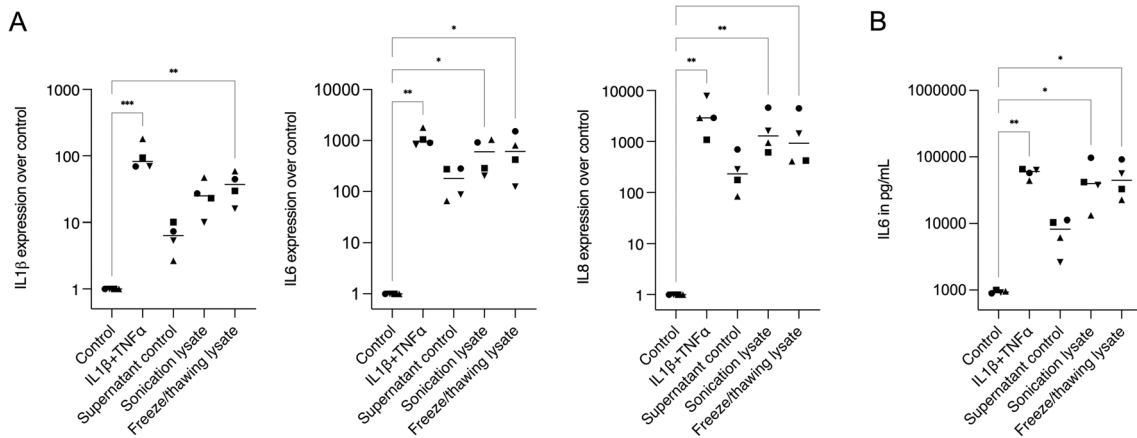 A
IL1β expression over control
1000
100
10
1
***
**
Control
IL1β+TNFα
Supernatant control
Sonication lysate
Freeze/thawing lysate
IL6 expression over control
10000
1000
100
10
1
**
*
*
Control
IL1β+TNFα
Supernatant control
Sonication lysate
Freeze/thawing lysate
IL8 expression over control
10000
1000
100
10
1
**
**
Control
IL1β+TNFα
Supernatant control
Sonication lysate
Freeze/thawing lysate
B
IL6 in pg/mL
1000000
100000
10000
1000
**
*
*
Control
IL1β+TNFα
Supernatant control
Sonication lysate
Freeze/thawing lysate